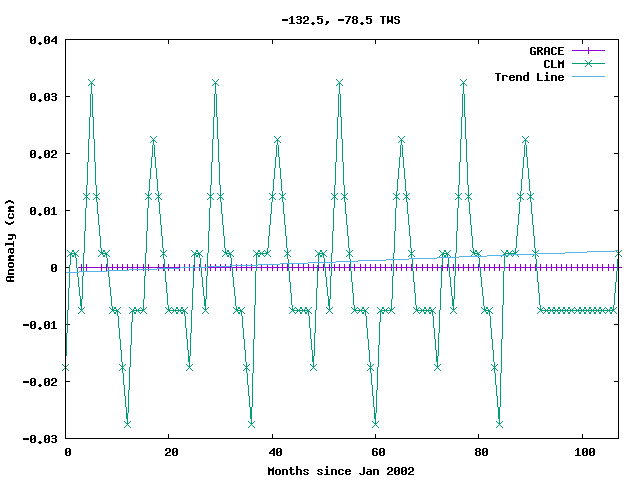 -132.5, -78.5 TWS
GRACE
CLM
Trend Line
0.04
0.03
0.02
0.01
0
-0.01
-0.02
-0.03
Anomaly (cm)
0 20 40 60 80 100
Months since Jan 2002